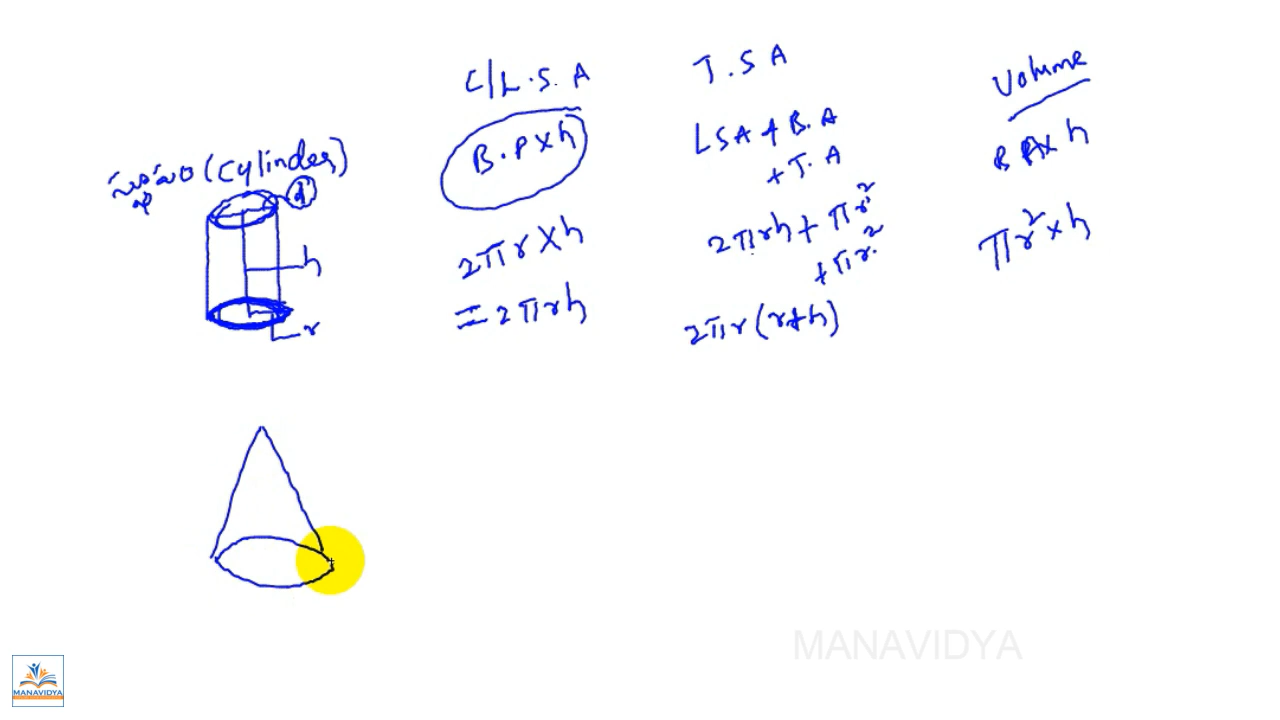 C/L.S.A
T.S A
Volume
B.P x h
LSA + B.A
+ T.A
B A x h
(Cylinder)
d
h
r
2πr x h
= 2πrh
2πrh + πr²
+ πr²
2πr(r+h)
πr² x h
MANAVIDYA
MANAVIDYA